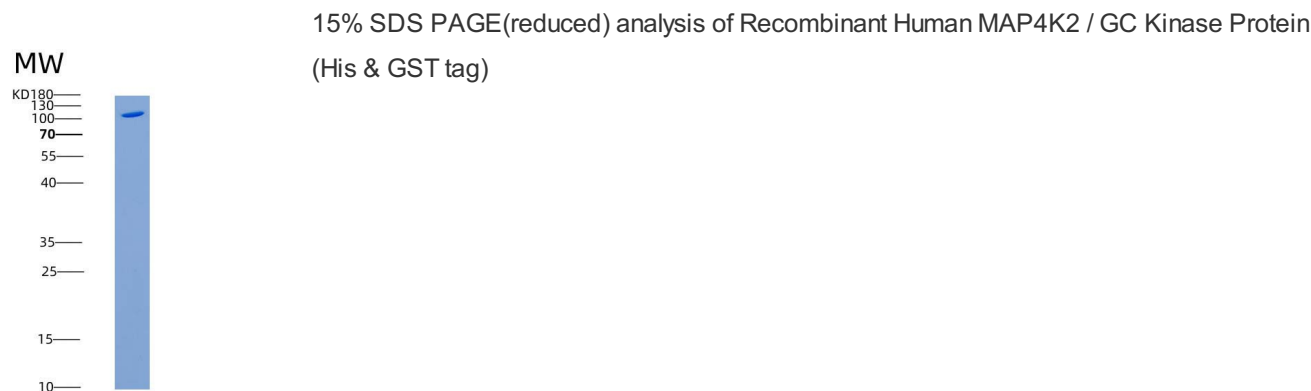 15% SDS PAGE(reduced) analysis of Recombinant Human MAP4K2 / GC Kinase Protein
(His & GST tag)
MW
KD180
130
100
70
55
40
35
25
15
10